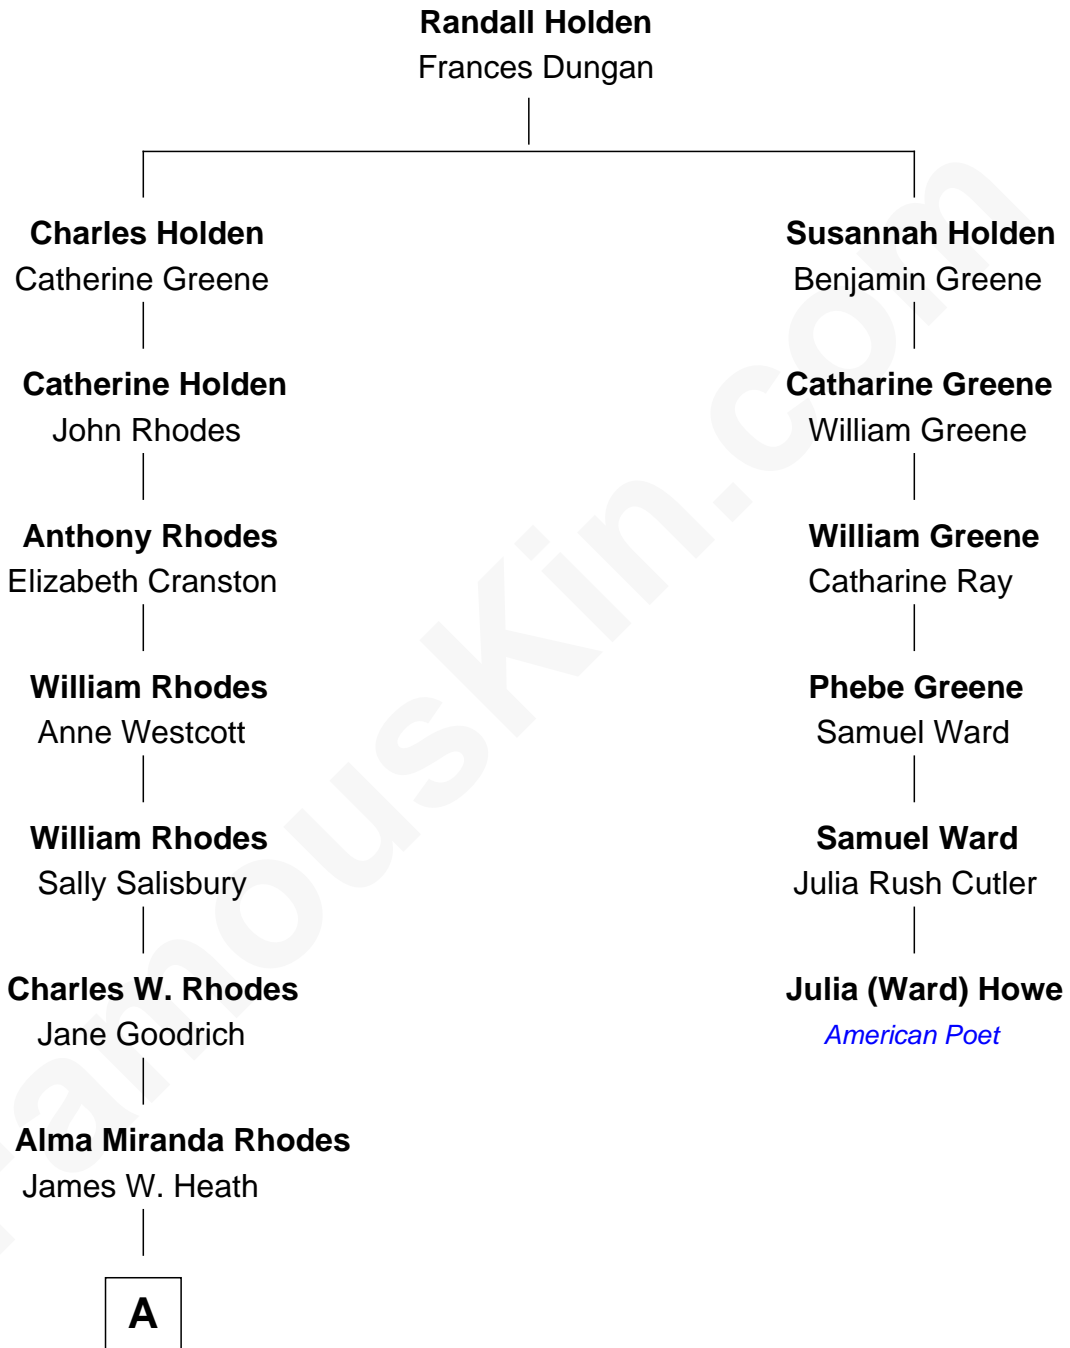 Randall Holden
Frances Dungan
Charles Holden
Catherine Greene
Catherine Holden
John Rhodes
Anthony Rhodes
Elizabeth Cranston
William Rhodes
Anne Westcott
William Rhodes
Sally Salisbury
Charles W. Rhodes
Jane Goodrich
Alma Miranda Rhodes
James W. Heath
A
Susannah Holden
Benjamin Greene
Catharine Greene
William Greene
William Greene
Catharine Ray
Phebe Greene
Samuel Ward
Samuel Ward
Julia Rush Cutler
Julia (Ward) Howe
American Poet
FamousKin.com